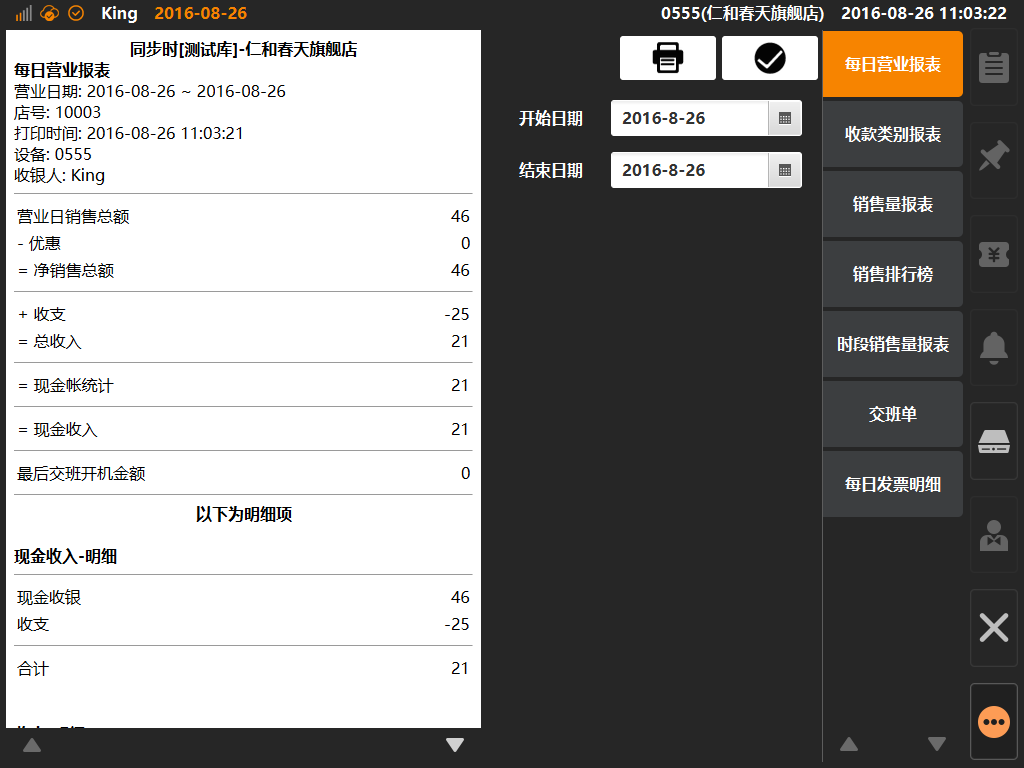 King 2016-08-26 0555(仁和春天旗舰店) 2016-08-26 11:03:22
同步时[测试库]-仁和春天旗舰店
每日营业报表
营业日期: 2016-08-26 ~ 2016-08-26
店号: 10003
打印时间: 2016-08-26 11:03:21
设备: 0555
收银人: King
营业日销售总额 46
- 优惠 0
= 净销售总额 46
+ 收支 -25
= 总收入 21
= 现金帐统计 21
= 现金收入 21
最后交班开机金额 0
以下为明细项
现金收入-明细
现金收银 46
收支 -25
合计 21
开始日期 2016-8-26
结束日期 2016-8-26
每日营业报表
收款类别报表
销售量报表
销售排行榜
时段销售量报表
交班单
每日发票明细
¥